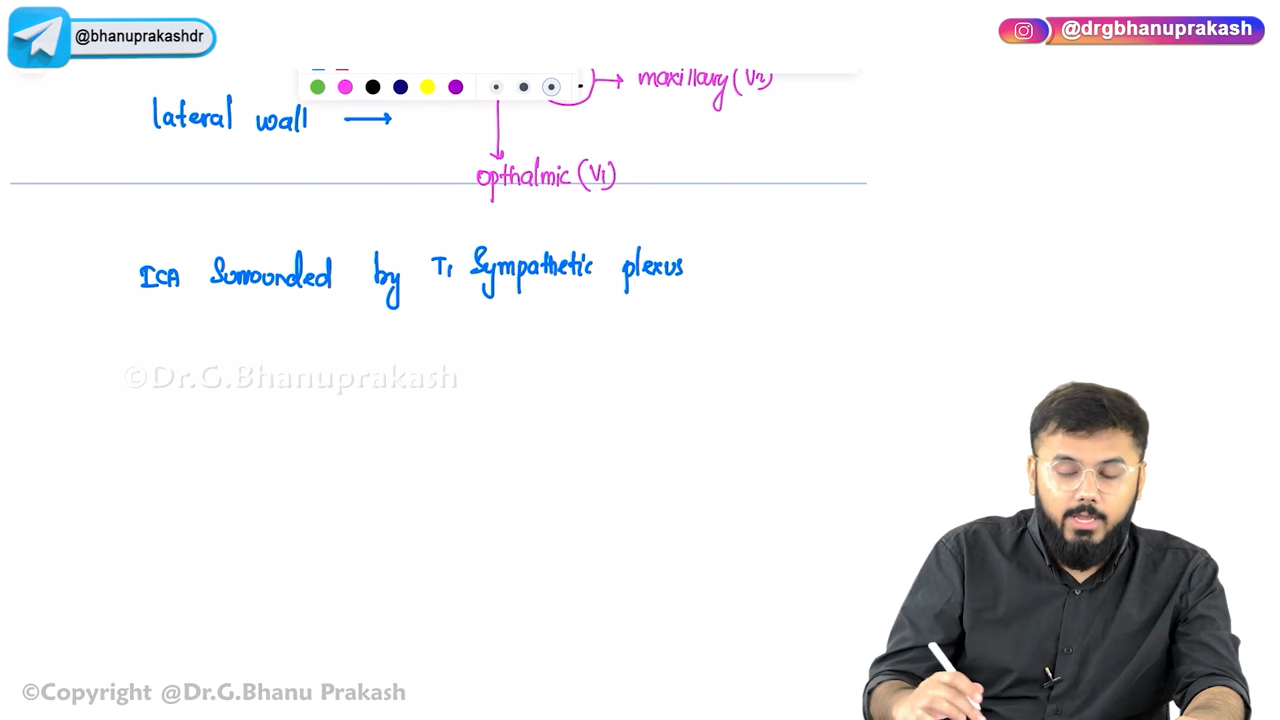 @bhanuprakashdr
@drgbhanuprakash
maxillary (V2)
lateral wall →
opthalmic (V1)
ICA Surrounded by T1 Sympathetic plexus
©Dr.G.Bhanuprakash
©Copyright @Dr.G.Bhanu Prakash